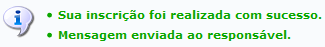 • Sua inscrição foi realizada com sucesso.
• Mensagem enviada ao responsável.